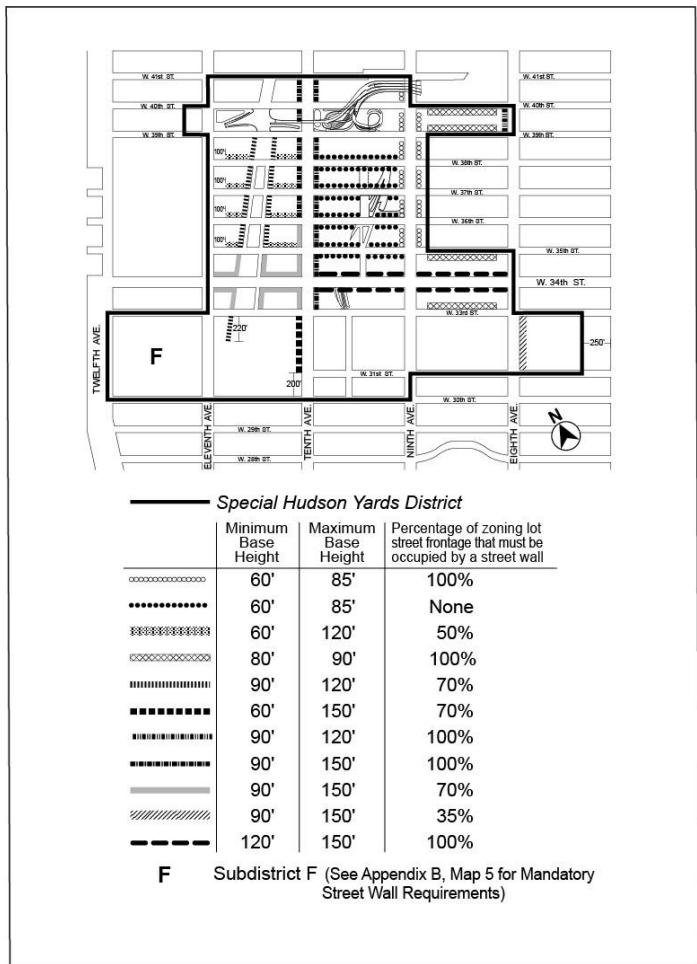 W. 41st ST.
W. 41st ST.
W. 40th ST.
W. 40th ST.
W. 39th ST.
W. 39th ST.
100'
W. 38th ST.
100'
W. 37th ST.
100'
W. 36th ST.
100'
W. 35th ST.
W. 34th ST.
W. 33rd ST.
220'
F
250'
W. 31st ST.
200'
W. 30th ST.
TWELFTH AVE.
ELEVENTH AVE.
TENTH AVE.
NINTH AVE.
EIGHTH AVE.
W. 29th ST.
W. 28th ST.
N
Special Hudson Yards District
Minimum Base Height
Maximum Base Height
Percentage of zoning lot street frontage that must be occupied by a street wall
60' 85' 100%
60' 85' None
60' 120' 50%
80' 90' 100%
90' 120' 70%
60' 150' 70%
90' 120' 100%
90' 150' 100%
90' 150' 70%
90' 150' 35%
120' 150' 100%
F Subdistrict F (See Appendix B, Map 5 for Mandatory
Street Wall Requirements)